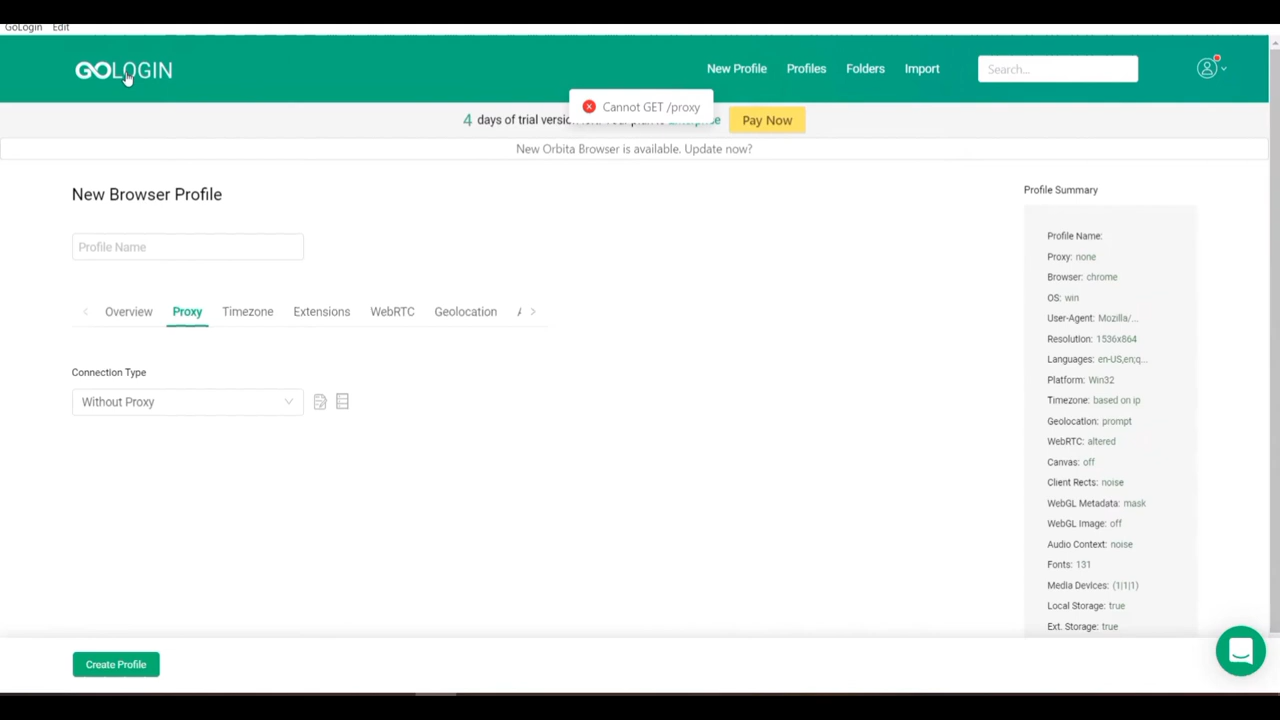 GoLogin Edit
GOLOGIN
New Profile Profiles Folders Import Search...
Cannot GET /proxy
4 days of trial version Pay Now
New Orbita Browser is available. Update now?
New Browser Profile
Profile Name
Overview Proxy Timezone Extensions WebRTC Geolocation
Connection Type
Without Proxy
Create Profile
Profile Summary
Profile Name:
Proxy: none
Browser: chrome
OS: win
User-Agent: Mozilla/...
Resolution: 1536x864
Languages: en-US,en;q...
Platform: Win32
Timezone: based on ip
Geolocation: prompt
WebRTC: altered
Canvas: off
Client Rects: noise
WebGL Metadata: mask
WebGL Image: off
Audio Context: noise
Fonts: 131
Media Devices: (1|1|1)
Local Storage: true
Ext. Storage: true